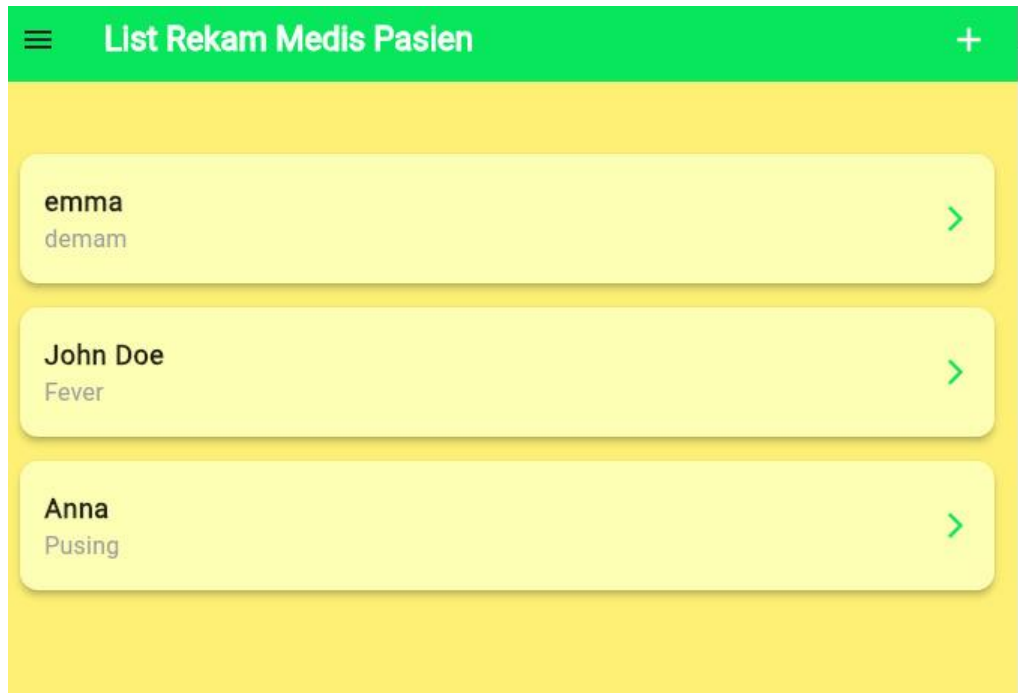 List Rekam Medis Pasien
emma
demam
John Doe
Fever
Anna
Pusing